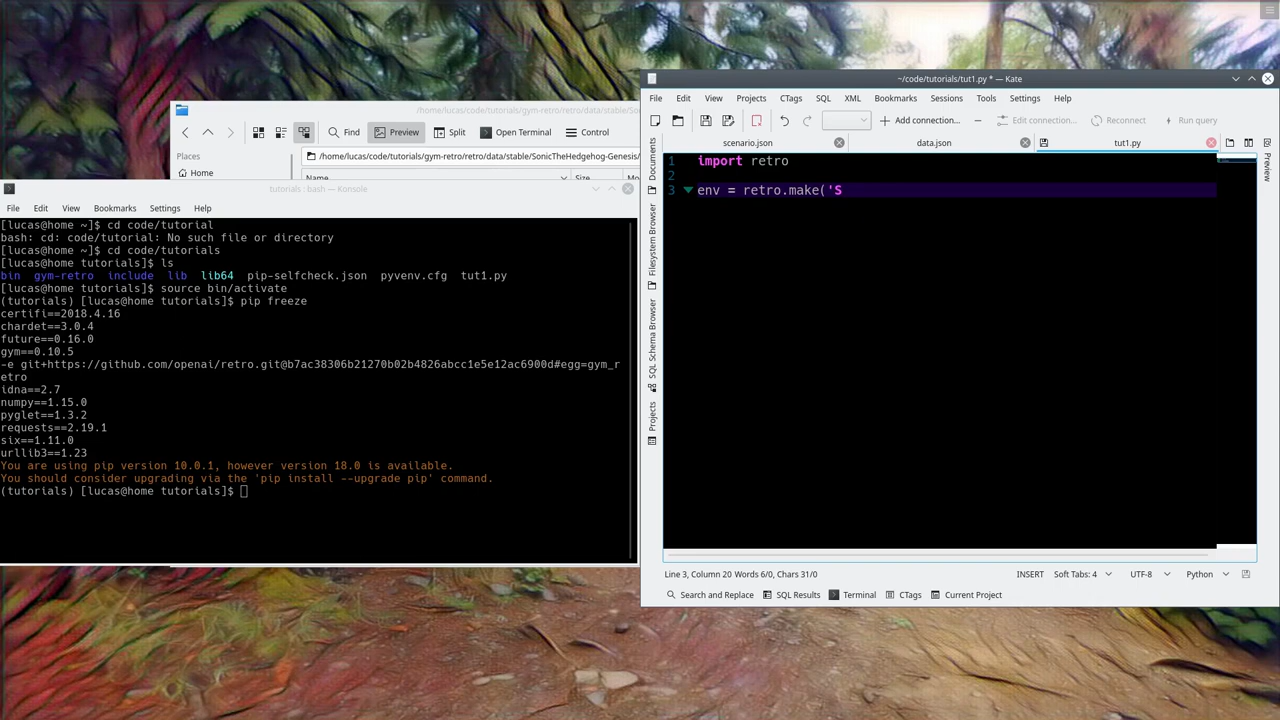 /home/lucas/code/tutorials/gym-retro/retro/data/stable/So
Find Preview Split Open Terminal Control
Places
/home/lucas/code/tutorials/gym-retro/retro/data/stable/SonicTheHedgehog-Genesis/
Home
Name Size Mo
tutorials : bash — Konsole
File Edit View Bookmarks Settings Help
[lucas@home ~]$ cd code/tutorial
bash: cd: code/tutorial: No such file or directory
[lucas@home ~]$ cd code/tutorials
[lucas@home tutorials]$ ls
bin gym-retro include lib lib64 pip-selfcheck.json pyvenv.cfg tut1.py
[lucas@home tutorials]$ source bin/activate
(tutorials) [lucas@home tutorials]$ pip freeze
certifi==2018.4.16
chardet==3.0.4
future==0.16.0
gym==0.10.5
-e git+https://github.com/openai/retro.git@b7ac38306b21270b02b4826abcc1e5e12ac6900d#egg=gym_r
etro
idna==2.7
numpy==1.15.0
pyglet==1.3.2
requests==2.19.1
six==1.11.0
urllib3==1.23
You are using pip version 10.0.1, however version 18.0 is available.
You should consider upgrading via the 'pip install --upgrade pip' command.
(tutorials) [lucas@home tutorials]$
~/code/tutorials/tut1.py * — Kate
File Edit View Projects CTags SQL XML Bookmarks Sessions Tools Settings Help
Add connection... Edit connection... Reconnect Run query
scenario.json data.json tut1.py
Documents
Filesystem Browser
SQL Schema Browser
Projects
1 import retro
2
3 env = retro.make('S
Preview
Line 3, Column 20 Words 6/0, Chars 31/0 INSERT Soft Tabs: 4 UTF-8 Python
Search and Replace SQL Results Terminal CTags Current Project